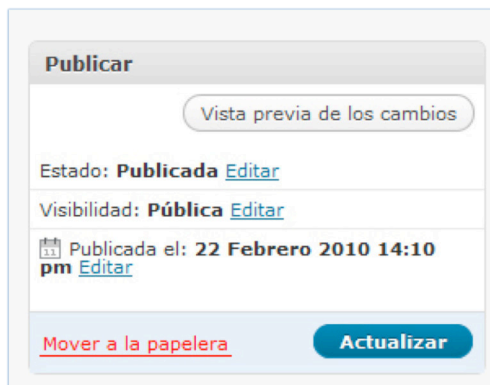 Publicar
Vista previa de los cambios
Estado: Publicada Editar
Visibilidad: Pública Editar
11 Publicada el: 22 Febrero 2010 14:10
pm Editar
Mover a la papelera Actualizar